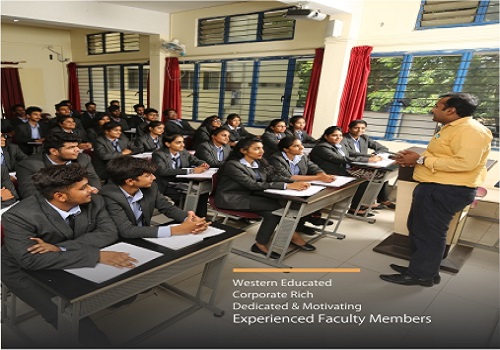 Western Educated
Corporate Rich
Dedicated & Motivating
Experienced Faculty Members